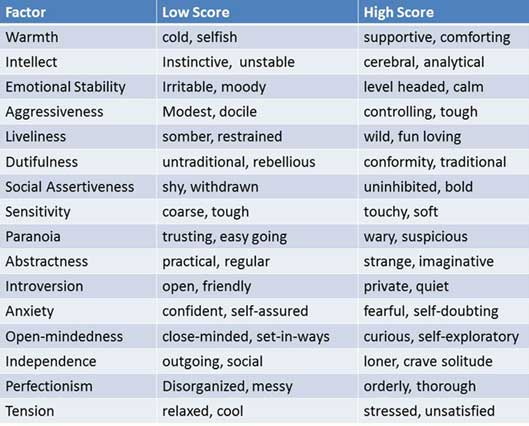 Factor Low Score High Score
Warmth cold, selfish supportive, comforting
Intellect Instinctive, unstable cerebral, analytical
Emotional Stability Irritable, moody level headed, calm
Aggressiveness Modest, docile controlling, tough
Liveliness somber, restrained wild, fun loving
Dutifulness untraditional, rebellious conformity, traditional
Social Assertiveness shy, withdrawn uninhibited, bold
Sensitivity coarse, tough touchy, soft
Paranoia trusting, easy going wary, suspicious
Abstractness practical, regular strange, imaginative
Introversion open, friendly private, quiet
Anxiety confident, self-assured fearful, self-doubting
Open-mindedness close-minded, set-in-ways curious, self-exploratory
Independence outgoing, social loner, crave solitude
Perfectionism Disorganized, messy orderly, thorough
Tension relaxed, cool stressed, unsatisfied